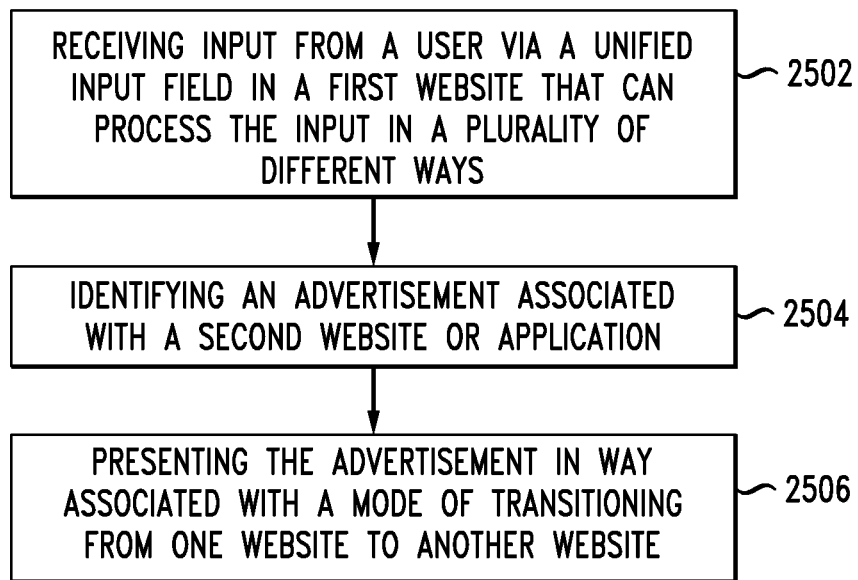 RECEIVING INPUT FROM A USER VIA A UNIFIED
INPUT FIELD IN A FIRST WEBSITE THAT CAN
PROCESS THE INPUT IN A PLURALITY OF
DIFFERENT WAYS
2502
IDENTIFYING AN ADVERTISEMENT ASSOCIATED
WITH A SECOND WEBSITE OR APPLICATION
2504
PRESENTING THE ADVERTISEMENT IN WAY
ASSOCIATED WITH A MODE OF TRANSITIONING
FROM ONE WEBSITE TO ANOTHER WEBSITE
2506